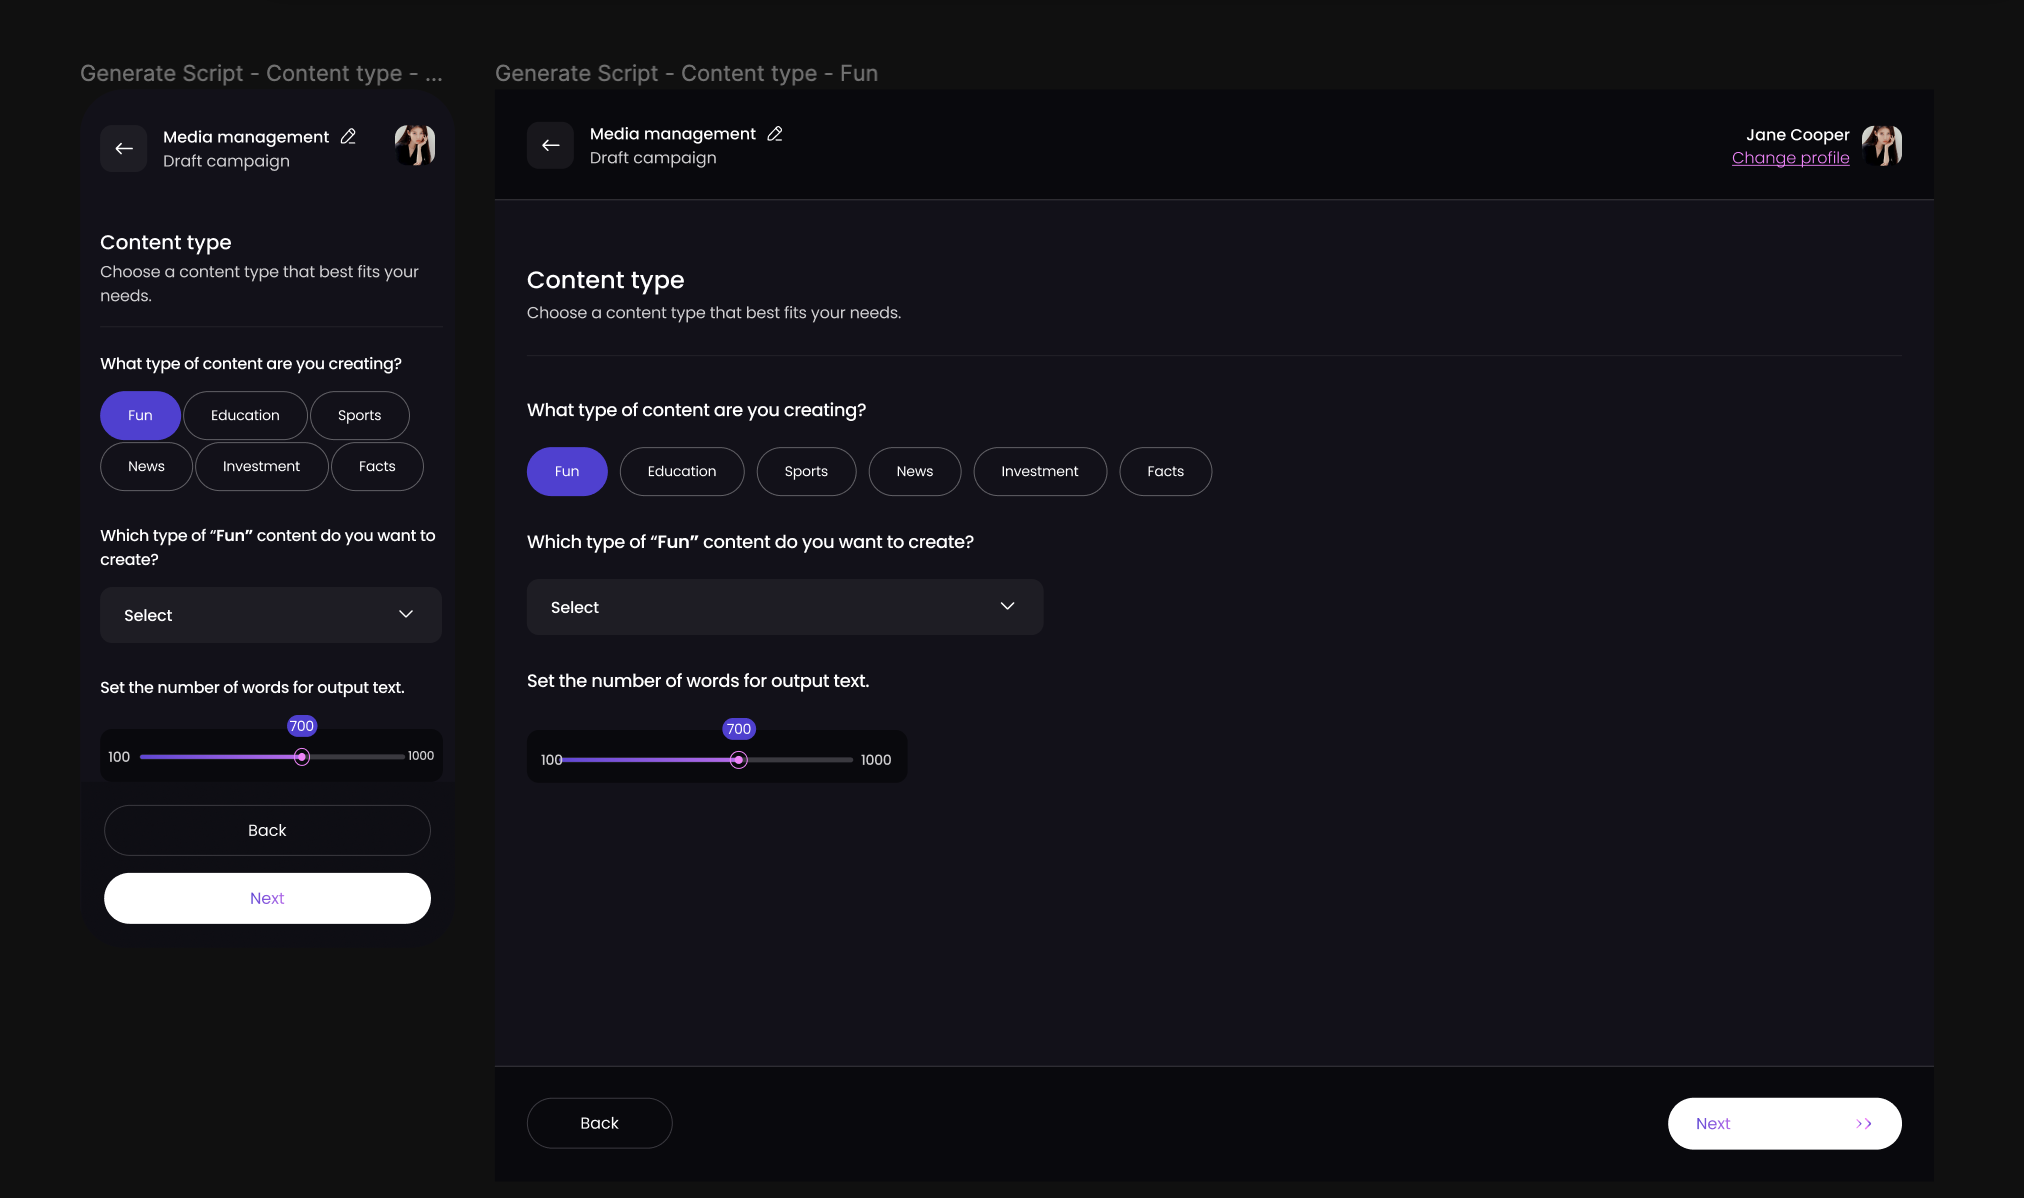 Generate Script - Content type - ...
Media management
Draft campaign
Content type
Choose a content type that best fits your
needs.
What type of content are you creating?
Fun
Education
Sports
News
Investment
Facts
Which type of “Fun” content do you want to
create?
Select
Set the number of words for output text.
700
100
1000
Back
Next
Generate Script - Content type - Fun
Media management
Draft campaign
Jane Cooper
Change profile
Content type
Choose a content type that best fits your needs.
What type of content are you creating?
Fun
Education
Sports
News
Investment
Facts
Which type of “Fun” content do you want to create?
Select
Set the number of words for output text.
700
100
1000
Back
Next